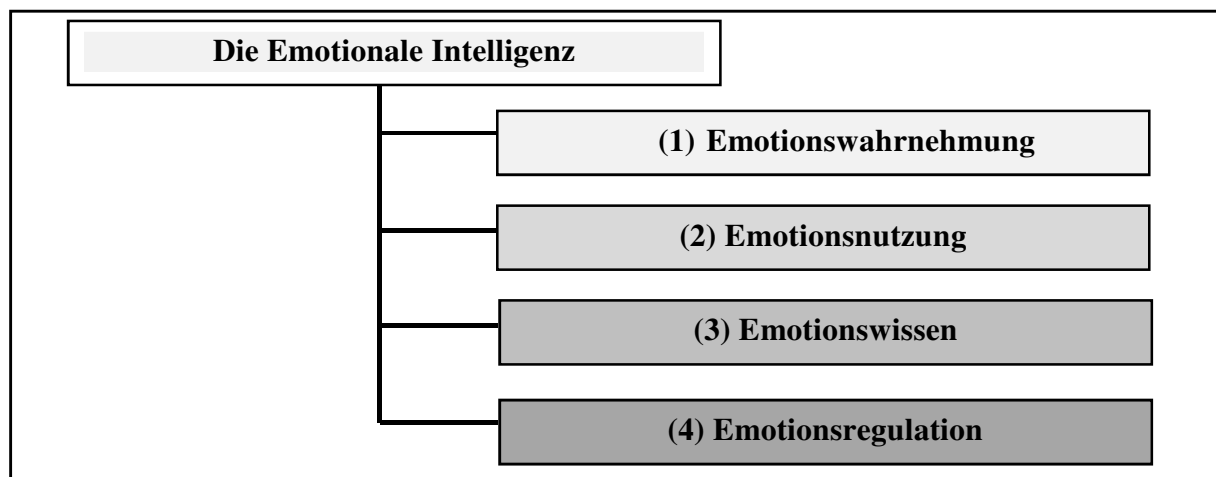 Die Emotionale Intelligenz
(1) Emotionswahrnehmung
(2) Emotionsnutzung
(3) Emotionswissen
(4) Emotionsregulation